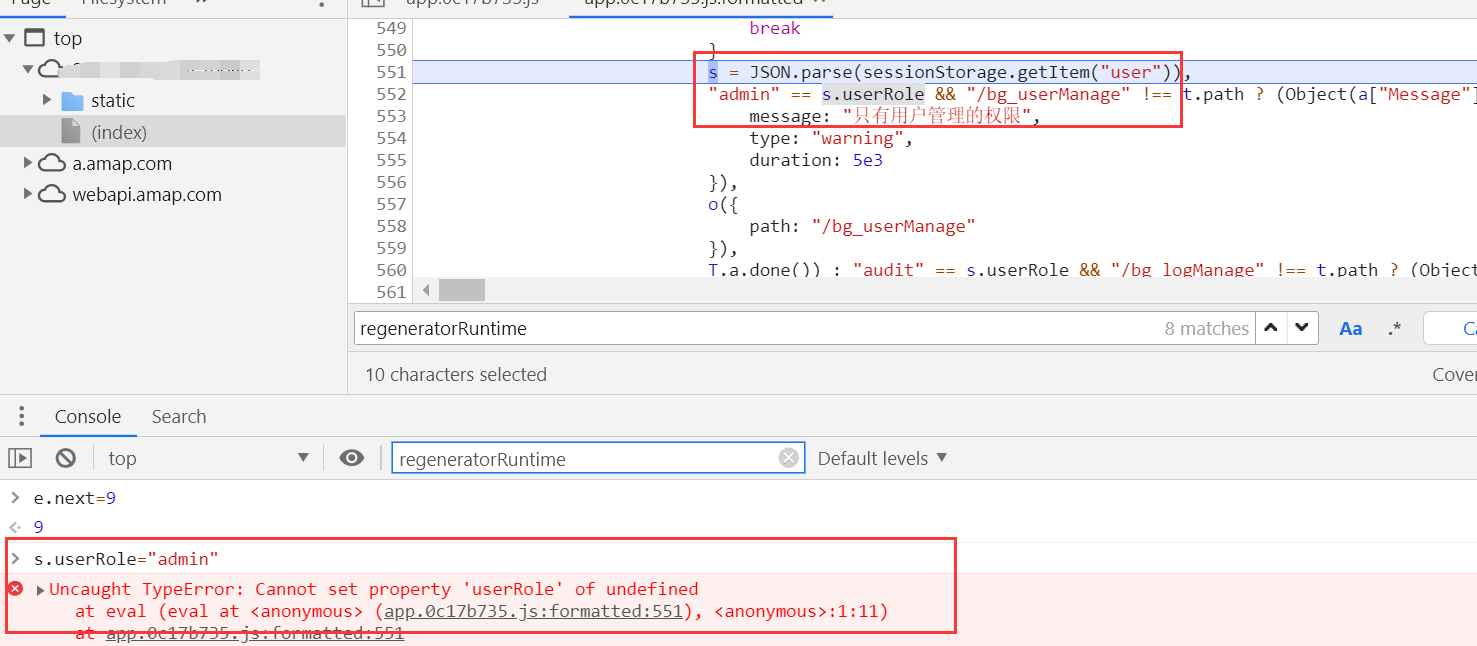 Page Filesystem
app.0c17b735.js app.0c17b735.js:formatted
top
static
(index)
a.amap.com
webapi.amap.com
549 break
550 }
551 s = JSON.parse(sessionStorage.getItem("user")),
552 "admin" == s.userRole && "/bg_userManage" !== t.path ? (Object(a["Message"]
553 message: "只有用户管理的权限",
554 type: "warning",
555 duration: 5e3
556 }),
557 o({
558 path: "/bg_userManage"
559 }),
560 T.a.done()) : "audit" == s.userRole && "/bg_logManage" !== t.path ? (Object
561
regeneratorRuntime 8 matches Aa .* Ca
10 characters selected Cover
Console Search
top regeneratorRuntime Default levels
> e.next=9
9
> s.userRole="admin"
Uncaught TypeError: Cannot set property 'userRole' of undefined
at eval (eval at <anonymous> (app.0c17b735.js:formatted:551), <anonymous>:1:11)
at app.0c17b735.js:formatted:551